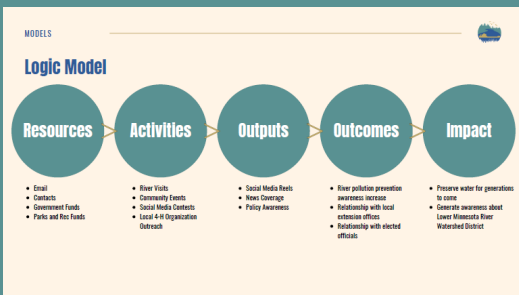 MODELS
Logic Model
Resources
Activities
Outputs
Outcomes
Impact
Email
Contacts
Government Funds
Parks and Res Funds
River Visits
Community Events
Social Media Contests
Local 4-H Organization
Outreach
Social Media Reels
News Coverage
Policy Awareness
River pollution prevention
awareness increase
Relationship with local
extension offices
Relationship with elected
officials
Preserve water for generations
to come
Generate awareness about
Lower Minnesota River
Watershed District